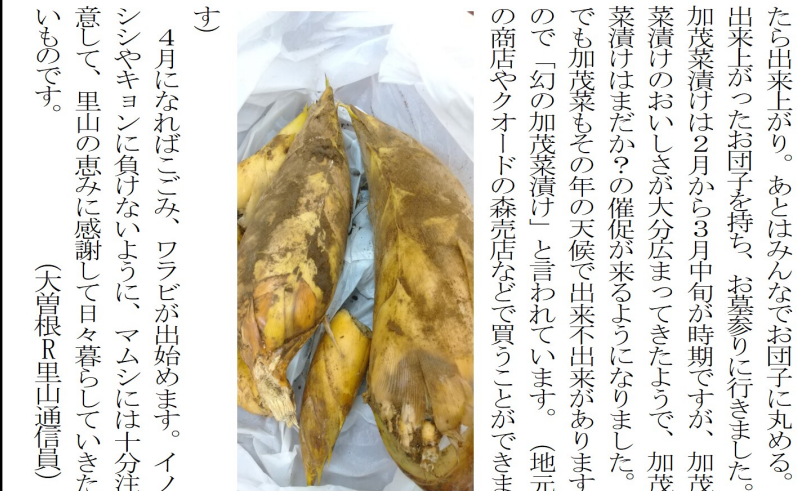 たら出来上がり。あとはみんなでお団子に丸める。
出来上がったお団子を持ち、お墓参りに行きました。
加茂菜漬けは２月から３月中旬が時期ですが、加茂
菜漬けのおいしさが大分広まってきたようで、加茂
菜漬けはまだか？の催促が来るようになりました。
でも加茂菜もその年の天候で出来不出来があります
ので「幻の加茂菜漬け」と言われています。（地元
の商店やクオードの森売店などで買うことができま
す）
４月になればこごみ、ワラビが出始めます。イノ
シシやキョンに負けないように、マムシには十分注
意して、里山の恵みに感謝して日々暮らしていきた
いものです。（大曽根Ｒ里山通信員）